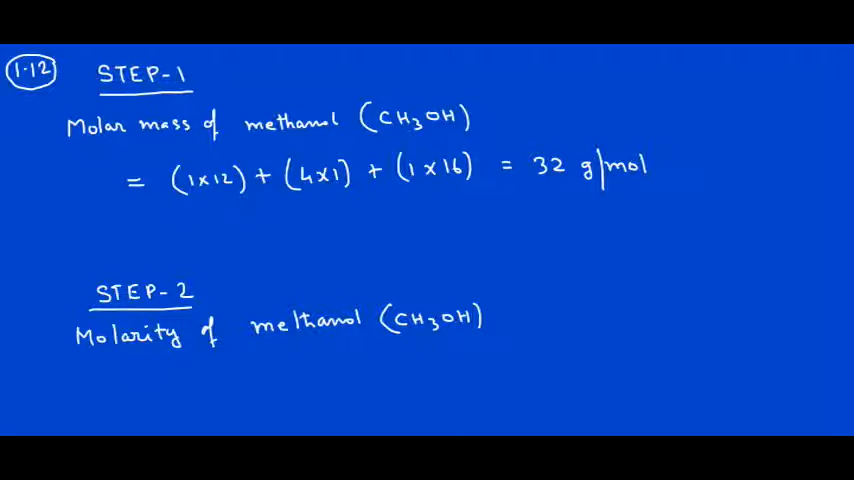 1.12 STEP-1
Molar mass of methanol (CH₃OH)
= (1x12) + (4x1) + (1x16) = 32 g/mol
STEP-2
Molarity of methanol (CH₃OH)